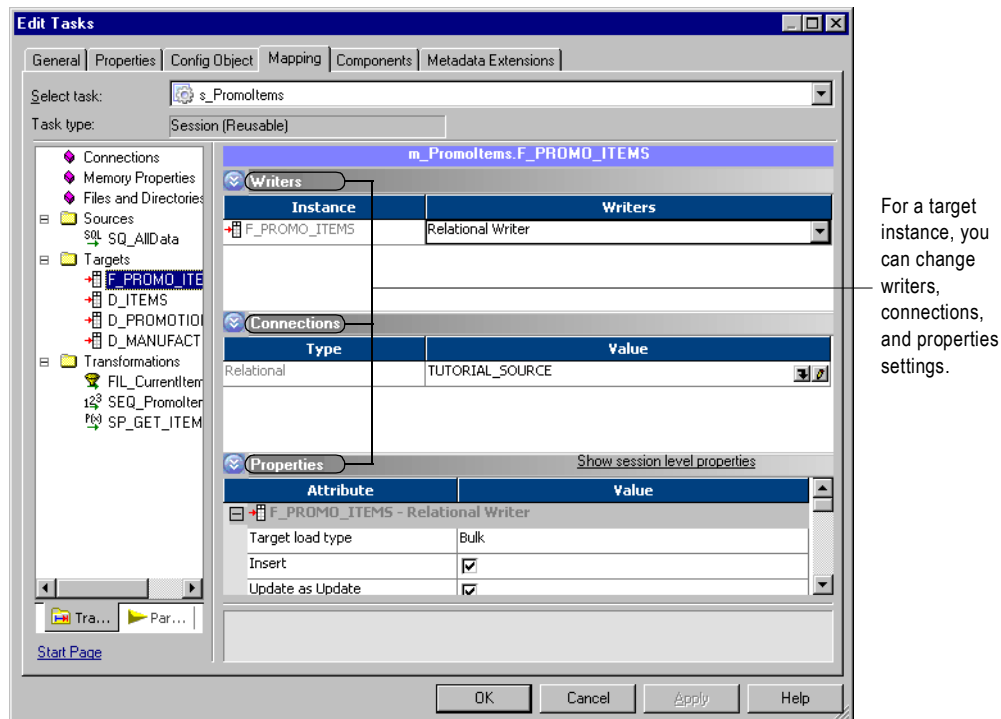 Edit Tasks
General Properties Config Object Mapping Components Metadata Extensions
Select task: s_PromoItems
Task type: Session (Reusable)
Connections
Memory Properties
Files and Directories
Sources
SQL SQ_AllData
Targets
F_PROMO_ITE
D_ITEMS
D_PROMOTIO
D_MANUFACT
Transformations
FIL_CurrentItem
123 SEQ_PromoIter
P(x) SP_GET_ITEM
Tra... Par...
Start Page
m_PromoItems.F_PROMO_ITEMS
Writers
Instance Writers
F_PROMO_ITEMS Relational Writer
Connections
Type Value
Relational TUTORIAL_SOURCE
Properties Show session level properties
Attribute Value
F_PROMO_ITEMS - Relational Writer
Target load type Bulk
Insert
Update as Update
OK Cancel Apply Help
For a target
instance, you
can change
writers,
connections,
and properties
settings.